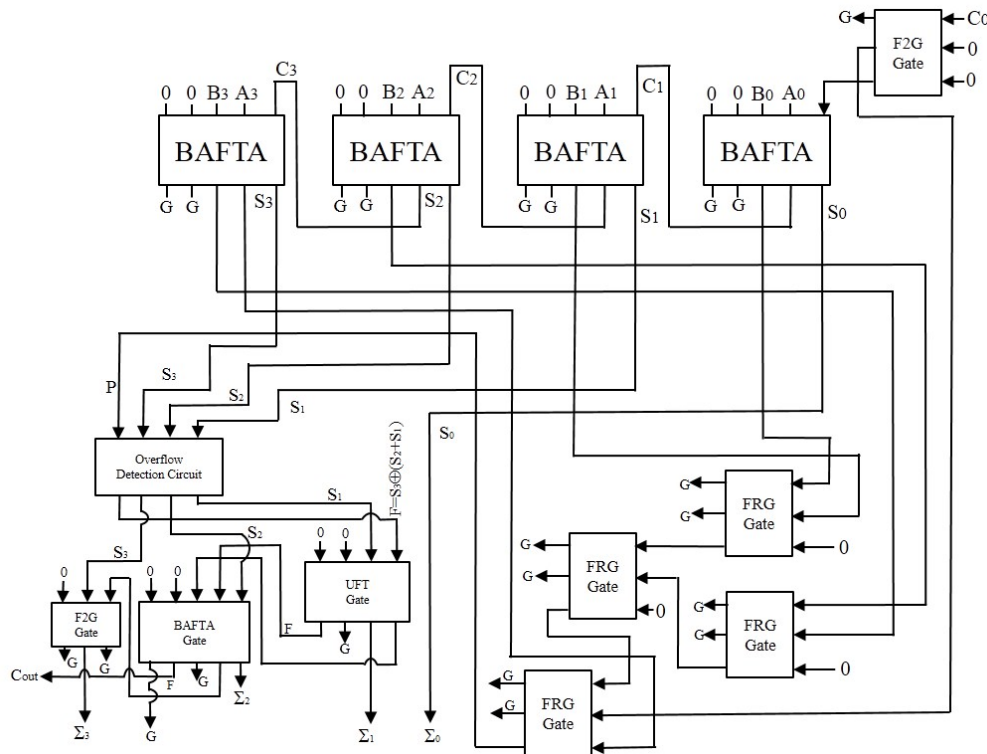 G
C0
F2G
Gate
0
0
C3
C2
C1
0 0 B3 A3
0 0 B2 A2
0 0 B1 A1
0 0 B0 A0
BAFTA
BAFTA
BAFTA
BAFTA
G G
S3
G G
S2
G G
S1
G G
S0
P
S3
S2
S1
S0
F=S3⊕(S2+S1)
Overflow
Detection Circuit
S1
S2
S3
0 0
0
0 0
UFT
Gate
F2G
Gate
BAFTA
Gate
F
G
G
G
Cout
F
G
Σ2
Σ3
G
Σ1
Σ0
G
G
FRG
Gate
0
G
G
FRG
Gate
0
G
G
FRG
Gate
0
G
G
FRG
Gate